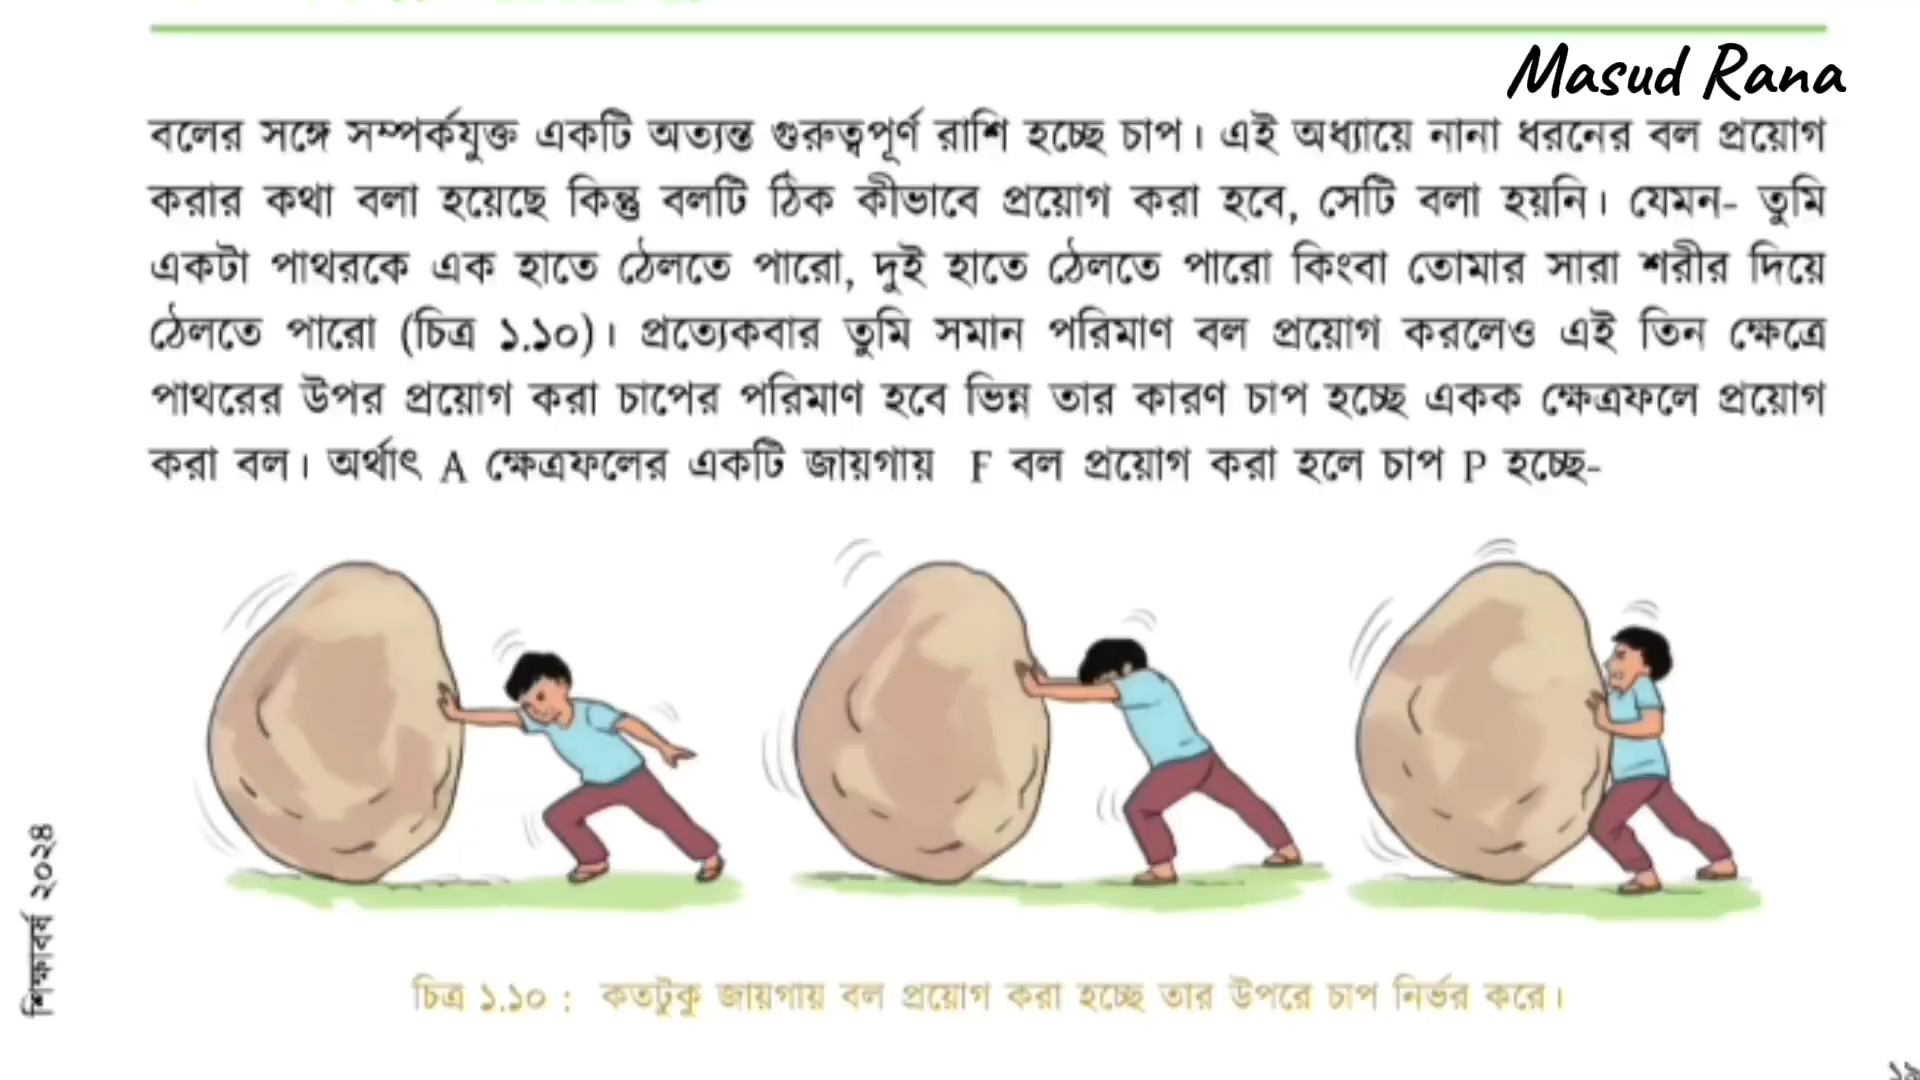 Masud Rana
বলের সঙ্গে সম্পর্কযুক্ত একটি অত্যন্ত গুরুত্বপূর্ণ রাশি হচ্ছে চাপ। এই অধ্যায়ে নানা ধরনের বল প্রয়োগ
করার কথা বলা হয়েছে কিন্তু বলটি ঠিক কীভাবে প্রয়োগ করা হবে, সেটি বলা হয়নি। যেমন- তুমি
একটা পাথরকে এক হাতে ঠেলতে পারো, দুই হাতে ঠেলতে পারো কিংবা তোমার সারা শরীর দিয়ে
ঠেলতে পারো (চিত্র ১.১০)। প্রত্যেকবার তুমি সমান পরিমাণ বল প্রয়োগ করলেও এই তিন ক্ষেত্রে
পাথরের উপর প্রয়োগ করা চাপের পরিমাণ হবে ভিন্ন তার কারণ চাপ হচ্ছে একক ক্ষেত্রফলে প্রয়োগ
করা বল। অর্থাৎ A ক্ষেত্রফলের একটি জায়গায় F বল প্রয়োগ করা হলে চাপ P হচ্ছে-
চিত্র ১.১০ : কতটুকু জায়গায় বল প্রয়োগ করা হচ্ছে তার উপরে চাপ নির্ভর করে।
শিক্ষাবর্ষ ২০২৪